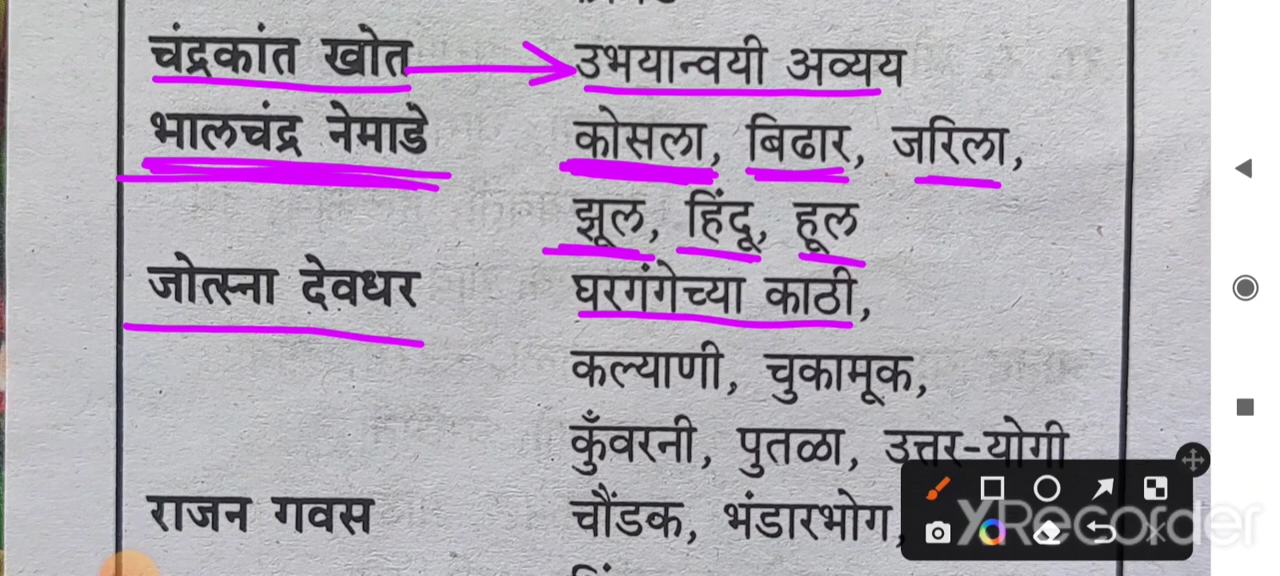 चंद्रकांत खोत उभयान्वयी अव्यय
भालचंद्र नेमाडे कोसला, बिढार, जरिला,
झूल, हिंदू, हूल
जोत्स्ना देवधर घरगंगेच्या काठी,
कल्याणी, चुकामूक,
कुँवरनी, पुतळा, उत्तर-योगी
राजन गवस चौंडक, भंडारभोग,
XRecorder